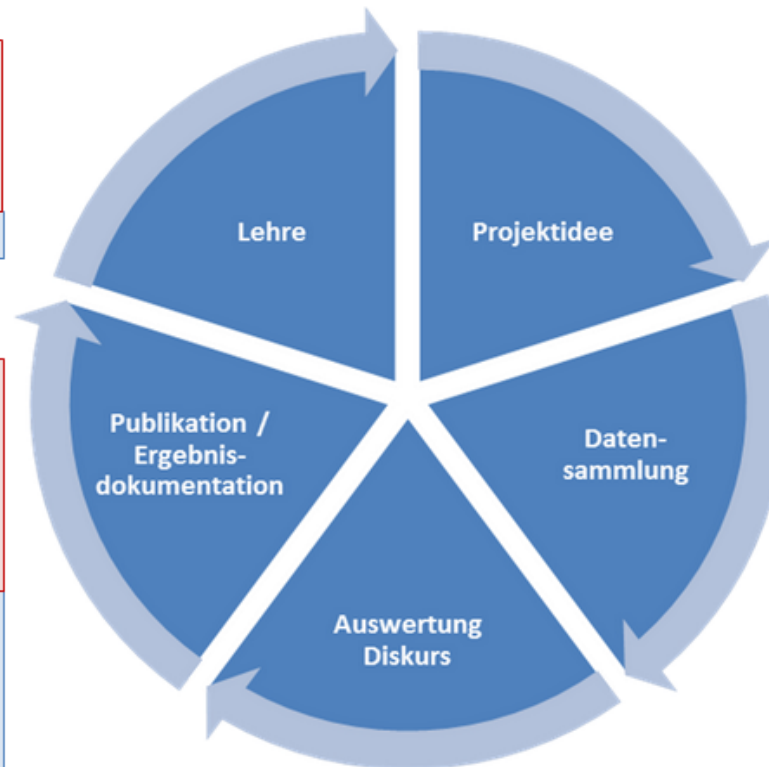 Lehre
Projektidee
Publikation /
Ergebnis-
dokumentation
Daten-
sammlung
Auswertung
Diskurs